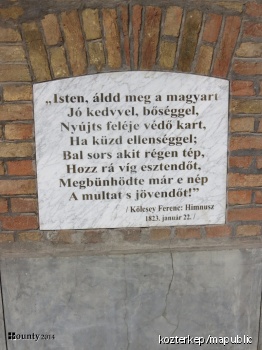 „Isten, áldd meg a magyart
Jó kedvvel, bőséggel,
Nyújts feléje védő kart,
Ha küzd ellenséggel;
Bal sors akit régen tép,
Hozz rá víg esztendőt,
Megbünhödte már e nép
A multat s jövendőt!”
/ Kölcsey Ferenc: Himnusz
1823. január 22. /
Bounty 2014
kozterkep/mapublic